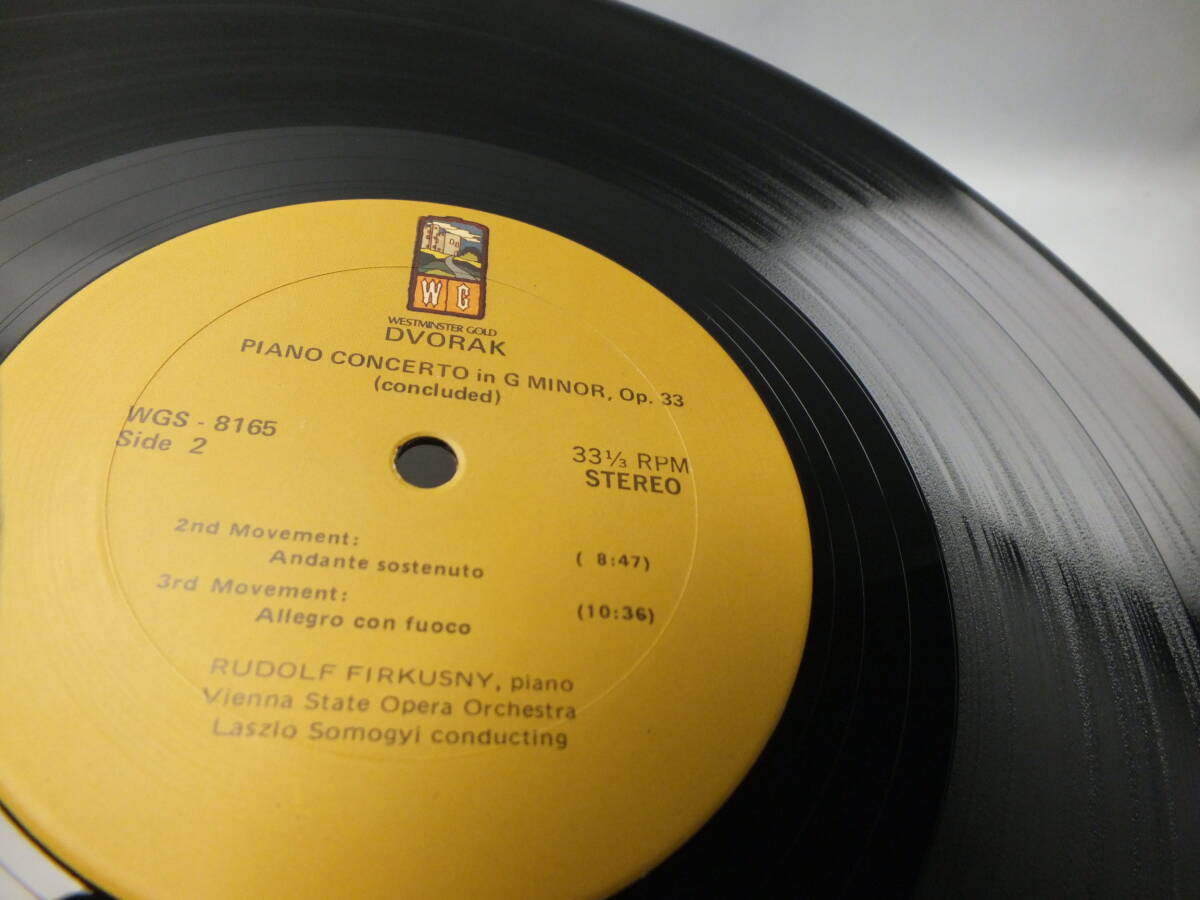 W G
WESTMINSTER GOLD
DVORAK
PIANO CONCERTO in G MINOR, Op. 33
(concluded)
WGS - 8165
Side 2
33⅓ RPM
STEREO
2nd Movement:
Andante sostenuto ( 8:47)
3rd Movement:
Allegro con fuoco (10:36)
RUDOLF FIRKUSNY, piano
Vienna State Opera Orchestra
Laszlo Somogyi conducting